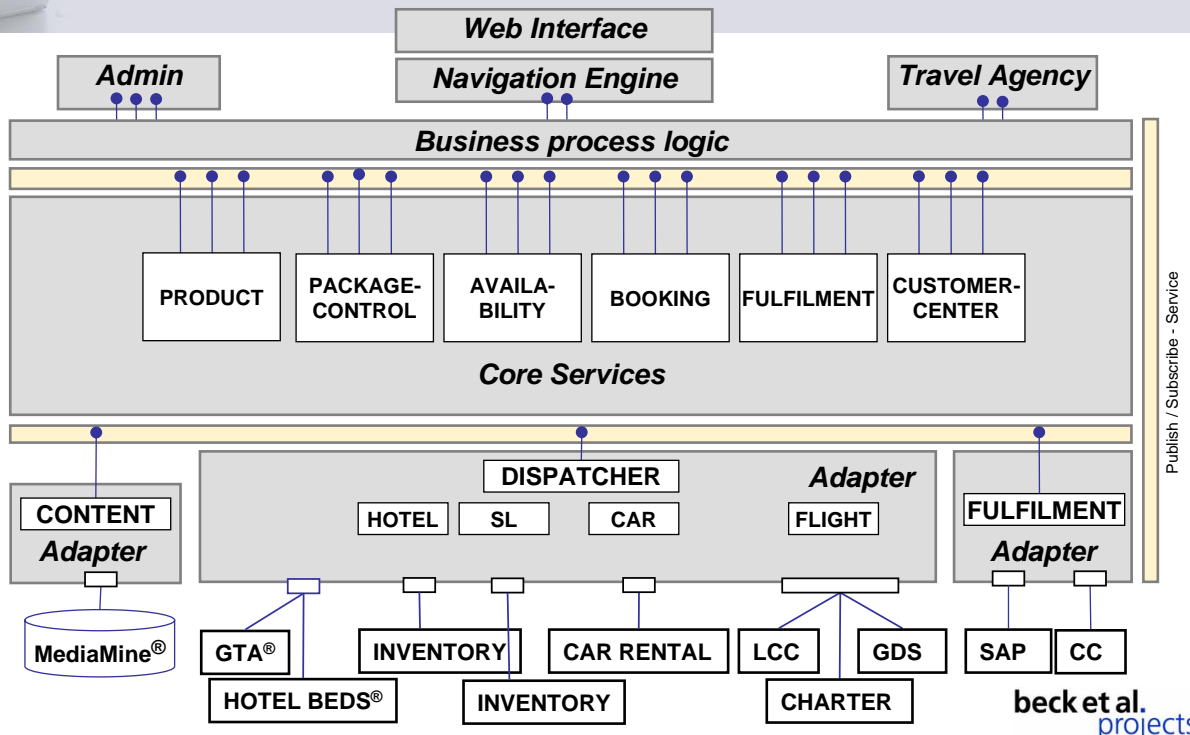 Web Interface
Admin
Navigation Engine
Travel Agency
Business process logic
PRODUCT
PACKAGE-
CONTROL
AVAILA-
BILITY
BOOKING
FULFILMENT
CUSTOMER-
CENTER
Core Services
Publish / Subscribe - Service
DISPATCHER
Adapter
CONTENT
Adapter
HOTEL
SL
CAR
FLIGHT
FULFILMENT
Adapter
MediaMine®
GTA®
INVENTORY
CAR RENTAL
LCC
GDS
SAP
CC
HOTEL BEDS®
INVENTORY
CHARTER
beck et al.
projects